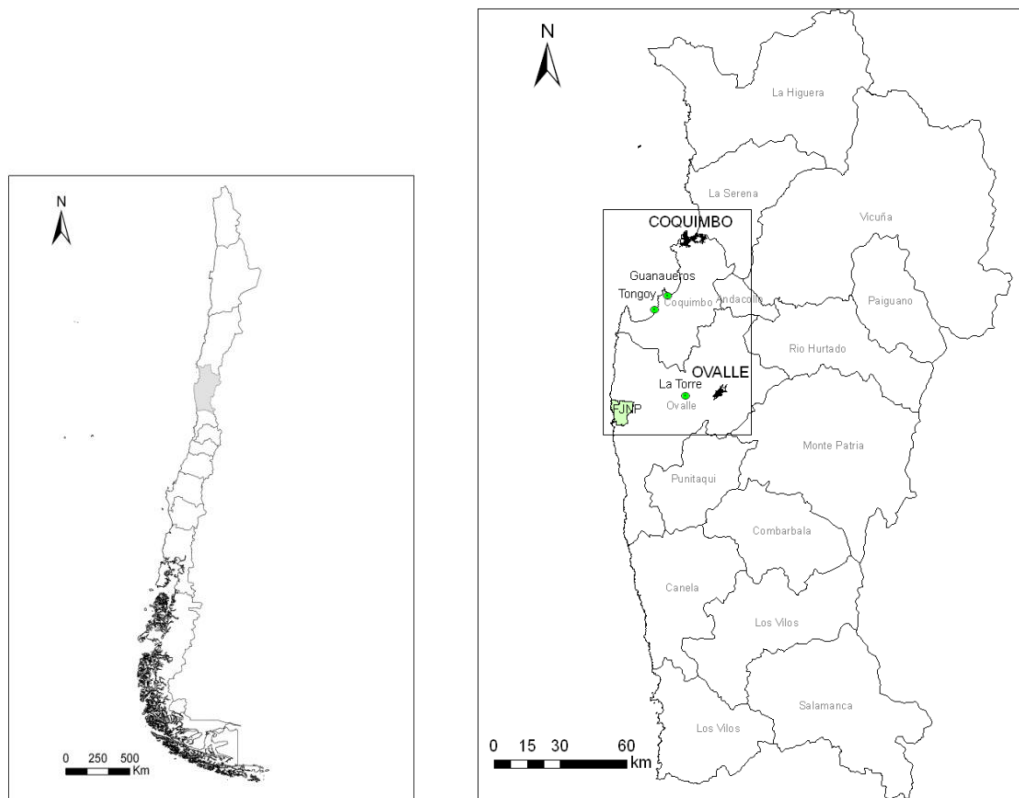 N
0 250 500
Km
N
La Higuera
La Serena
COQUIMBO
Vicuña
Guanaueros
Tongoy
Coquimbo
Andacollo
Paiguano
Rio Hurtado
OVALLE
La Torre
FJNP
Ovalle
Monte Patria
Punitaqui
Combarbala
Canela
Los Vilos
Salamanca
Los Vilos
0 15 30 60
km